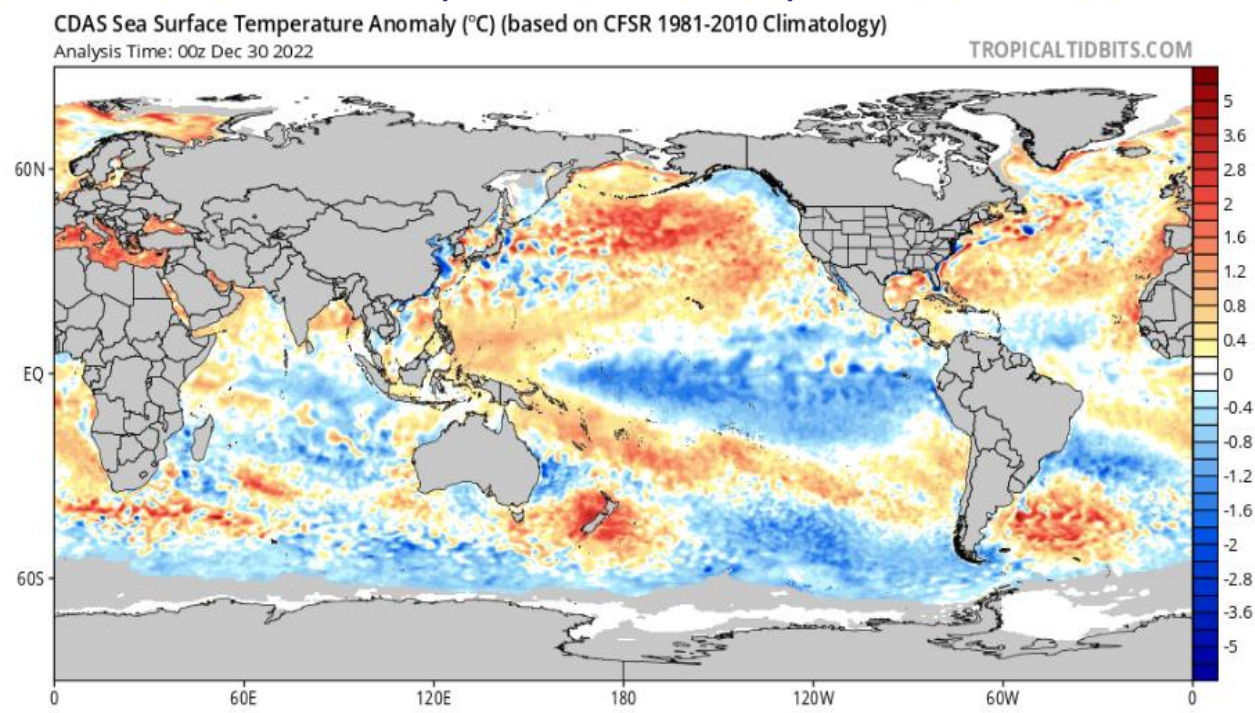 CDAS Sea Surface Temperature Anomaly (°C) (based on CFSR 1981-2010 Climatology)
Analysis Time: 00z Dec 30 2022
TROPICALTIDBITS.COM
60N
EQ
60S
0
60E
120E
180
120W
60W
0
5
3.6
2.8
2
1.6
1.2
0.8
0.4
0
-0.4
-0.8
-1.2
-1.6
-2
-2.8
-3.6
-5